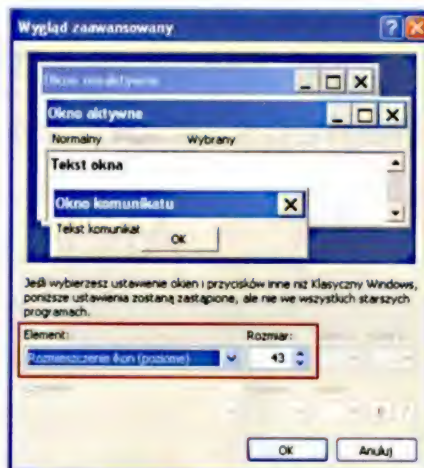 Wygląd zaawansowany
Okno nieaktywne
Okno aktywne
Normalny Wybrany
Tekst okna
Okno komunikatu
Tekst komunikat
OK
Jeśli wybierzesz ustawienie okien i przycisków inne niż Klasyczny Windows,
poniższe ustawienia zostaną zastąpione, ale nie we wszystkich starszych
programach.
Element: Rozmiar:
Rozmieszczenie ikon (poziome) 43
OK Anuluj